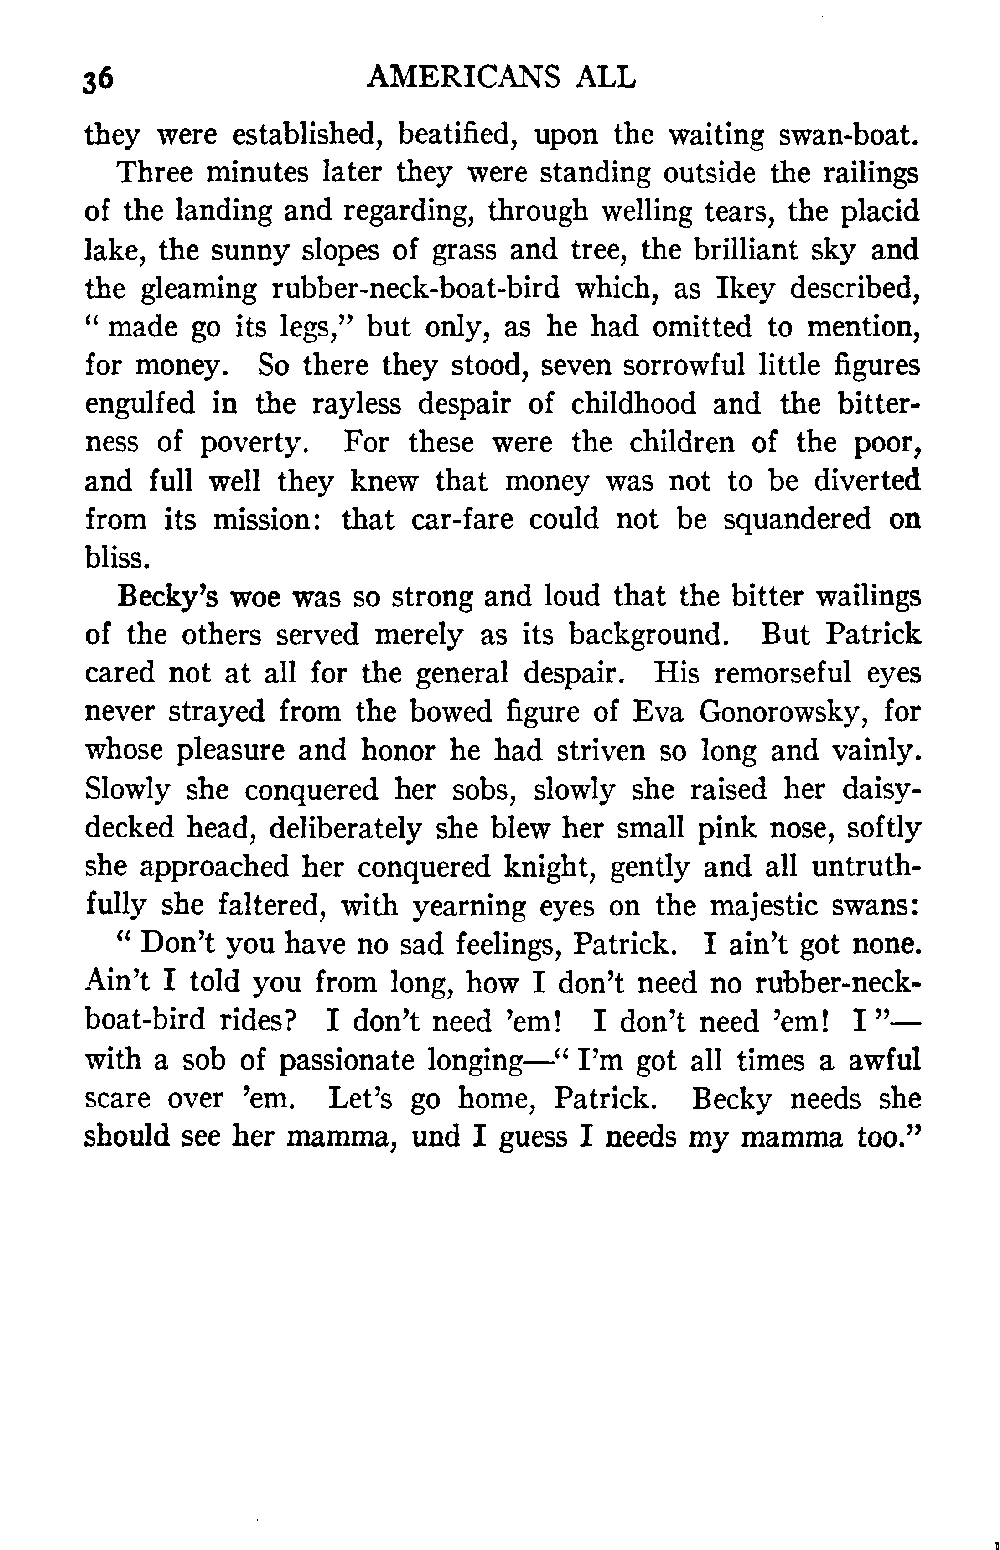 36 AMERICANS ALL
they were established, beatified, upon the waiting swan-boat.
Three minutes later they were standing outside the railings
of the landing and regarding, through welling tears, the placid
lake, the sunny slopes of grass and tree, the brilliant sky and
the gleaming rubber-neck-boat-bird which, as Ikey described,
“ made go its legs,” but only, as he had omitted to mention,
for money. So there they stood, seven sorrowful little figures
engulfed in the rayless despair of childhood and the bitter-
ness of poverty. For these were the children of the poor,
and full well they knew that money was not to be diverted
from its mission: that car-fare could not be squandered on
bliss.
Becky’s woe was so strong and loud that the bitter wailings
of the others served merely as its background. But Patrick
cared not at all for the general despair. His remorseful eyes
never strayed from the bowed figure of Eva Gonorowsky, for
whose pleasure and honor he had striven so long and vainly.
Slowly she conquered her sobs, slowly she raised her daisy-
decked head, deliberately she blew her small pink nose, softly
she approached her conquered knight, gently and all untruth-
fully she faltered, with yearning eyes on the majestic swans:
“ Don’t you have no sad feelings, Patrick. I ain’t got none.
Ain’t I told you from long, how I don’t need no rubber-neck-
boat-bird rides? I don’t need ’em! I don’t need ’em! I ”—
with a sob of passionate longing—“ I’m got all times a awful
scare over ’em. Let’s go home, Patrick. Becky needs she
should see her mamma, und I guess I needs my mamma too.”